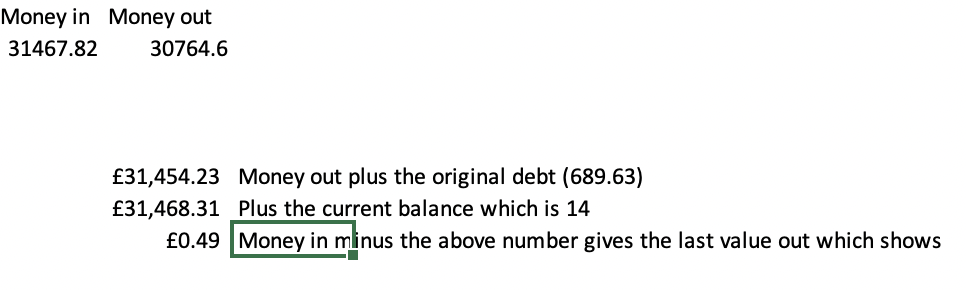 Money in Money out
31467.82 30764.6
£31,454.23 Money out plus the original debt (689.63)
£31,468.31 Plus the current balance which is 14
£0.49 Money in minus the above number gives the last value out which shows